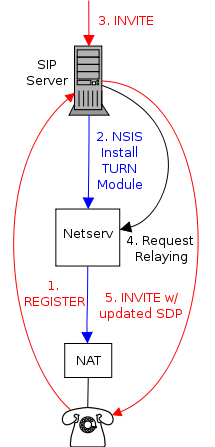 3. INVITE
SIP
Server
2. NSIS
Install
TURN
Module
Netserv
4. Request
Relaying
1.
REGISTER
5. INVITE w/
updated SDP
NAT